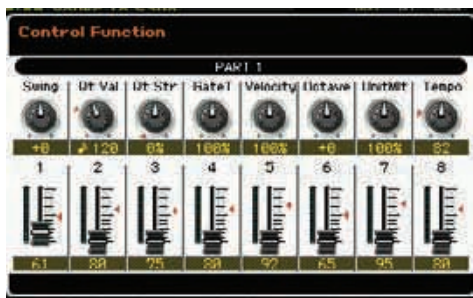 Control Function
PART 1
Swing Qt Val Qt Str GateT Velocity Octave UnitMlt Tempo
+0 ♪120 0% 100% 100% +0 100% 82
1 2 3 4 5 6 7 8
61 80 75 80 92 65 95 80